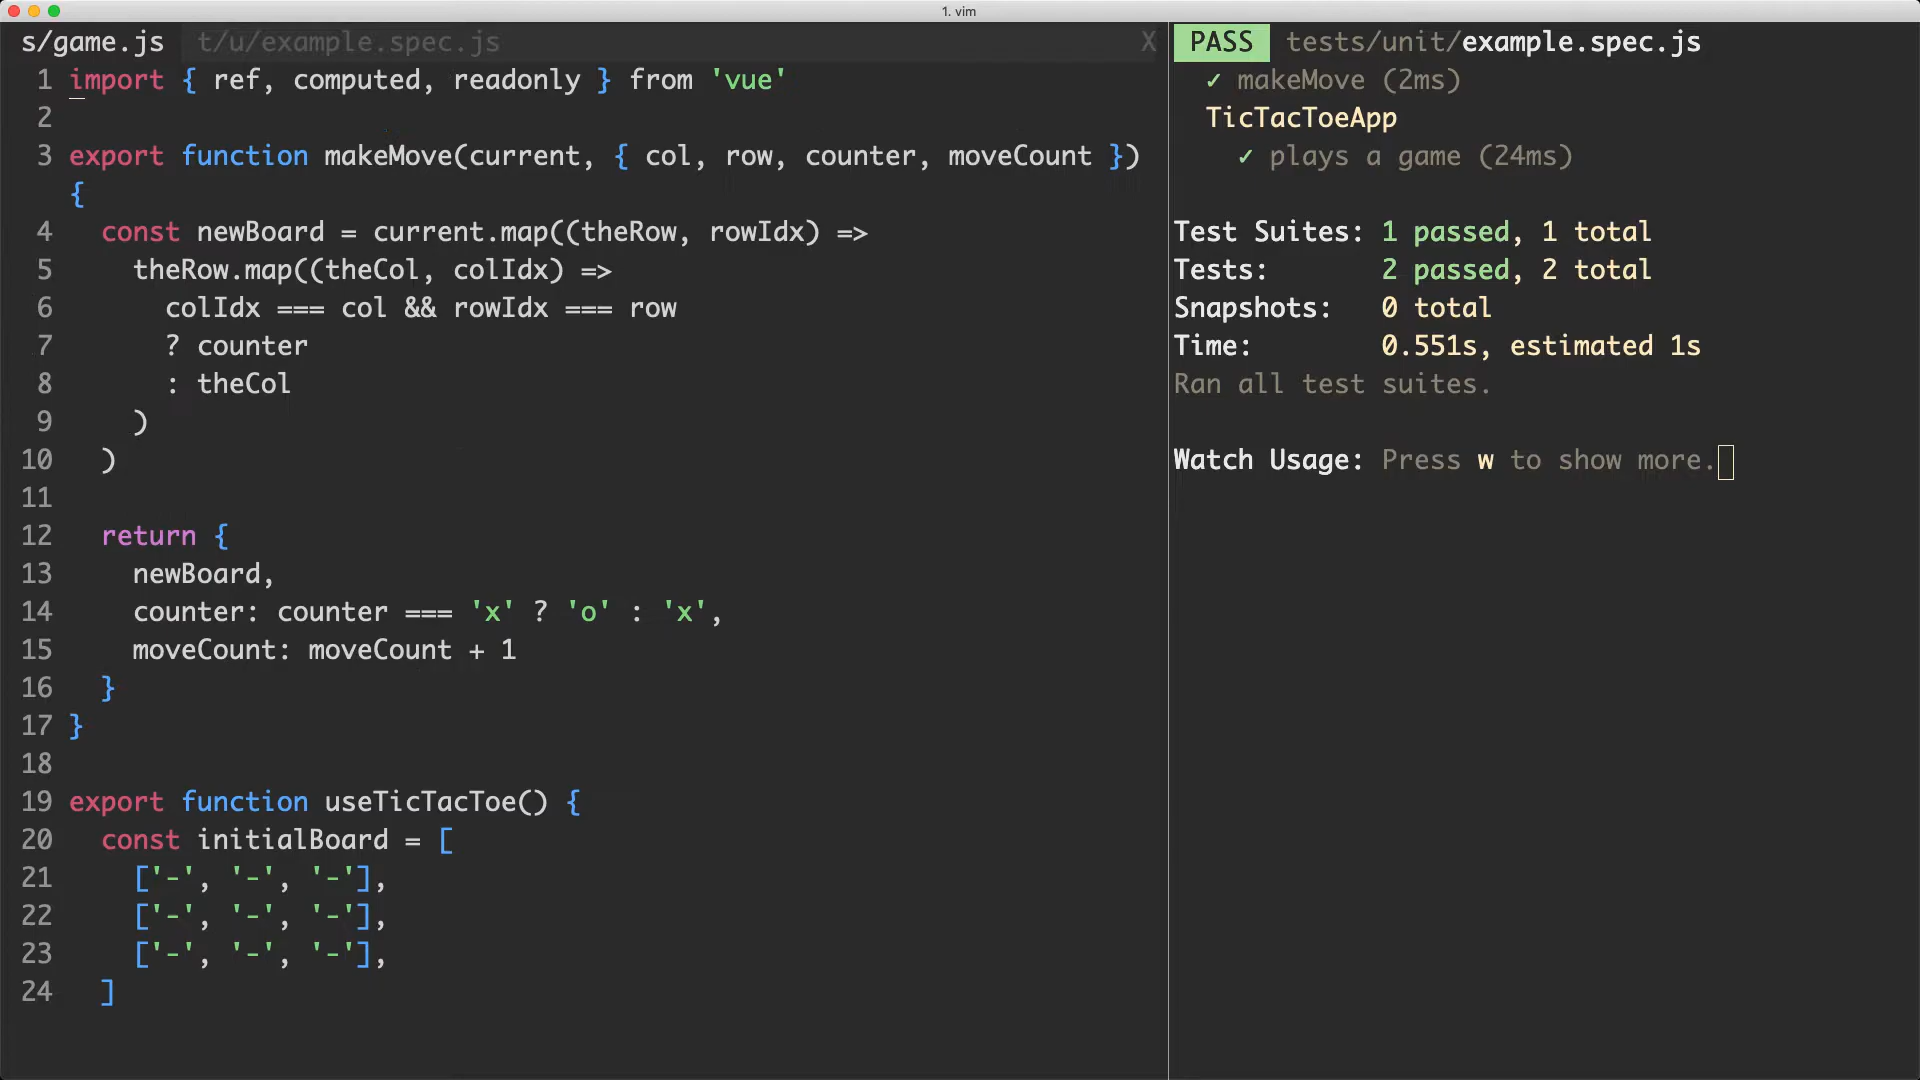 1. vim
s/game.js t/u/example.spec.js X
1 import { ref, computed, readonly } from 'vue'
2
3 export function makeMove(current, { col, row, counter, moveCount })
{
4   const newBoard = current.map((theRow, rowIdx) =>
5     theRow.map((theCol, colIdx) =>
6       colIdx === col && rowIdx === row
7       ? counter
8       : theCol
9     )
10   )
11
12   return {
13     newBoard,
14     counter: counter === 'x' ? 'o' : 'x',
15     moveCount: moveCount + 1
16   }
17 }
18
19 export function useTicTacToe() {
20   const initialBoard = [
21     ['-', '-', '-'],
22     ['-', '-', '-'],
23     ['-', '-', '-'],
24   ]
PASS tests/unit/example.spec.js
✓ makeMove (2ms)
TicTacToeApp
✓ plays a game (24ms)
Test Suites: 1 passed, 1 total
Tests: 2 passed, 2 total
Snapshots: 0 total
Time: 0.551s, estimated 1s
Ran all test suites.
Watch Usage: Press w to show more.